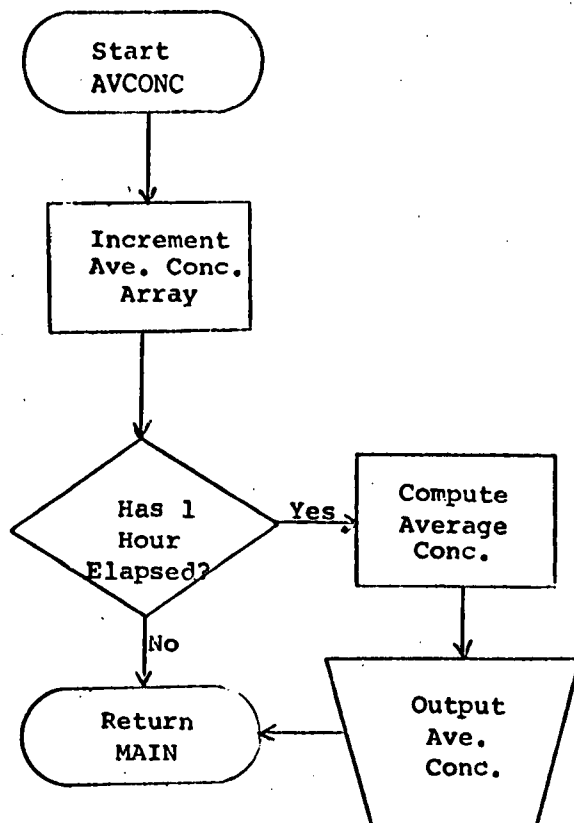 Start
AVCONC
Increment
Ave. Conc.
Array
Has 1
Hour
Elapsed?
Yes
No
Compute
Average
Conc.
Output
Ave.
Conc.
Return
MAIN